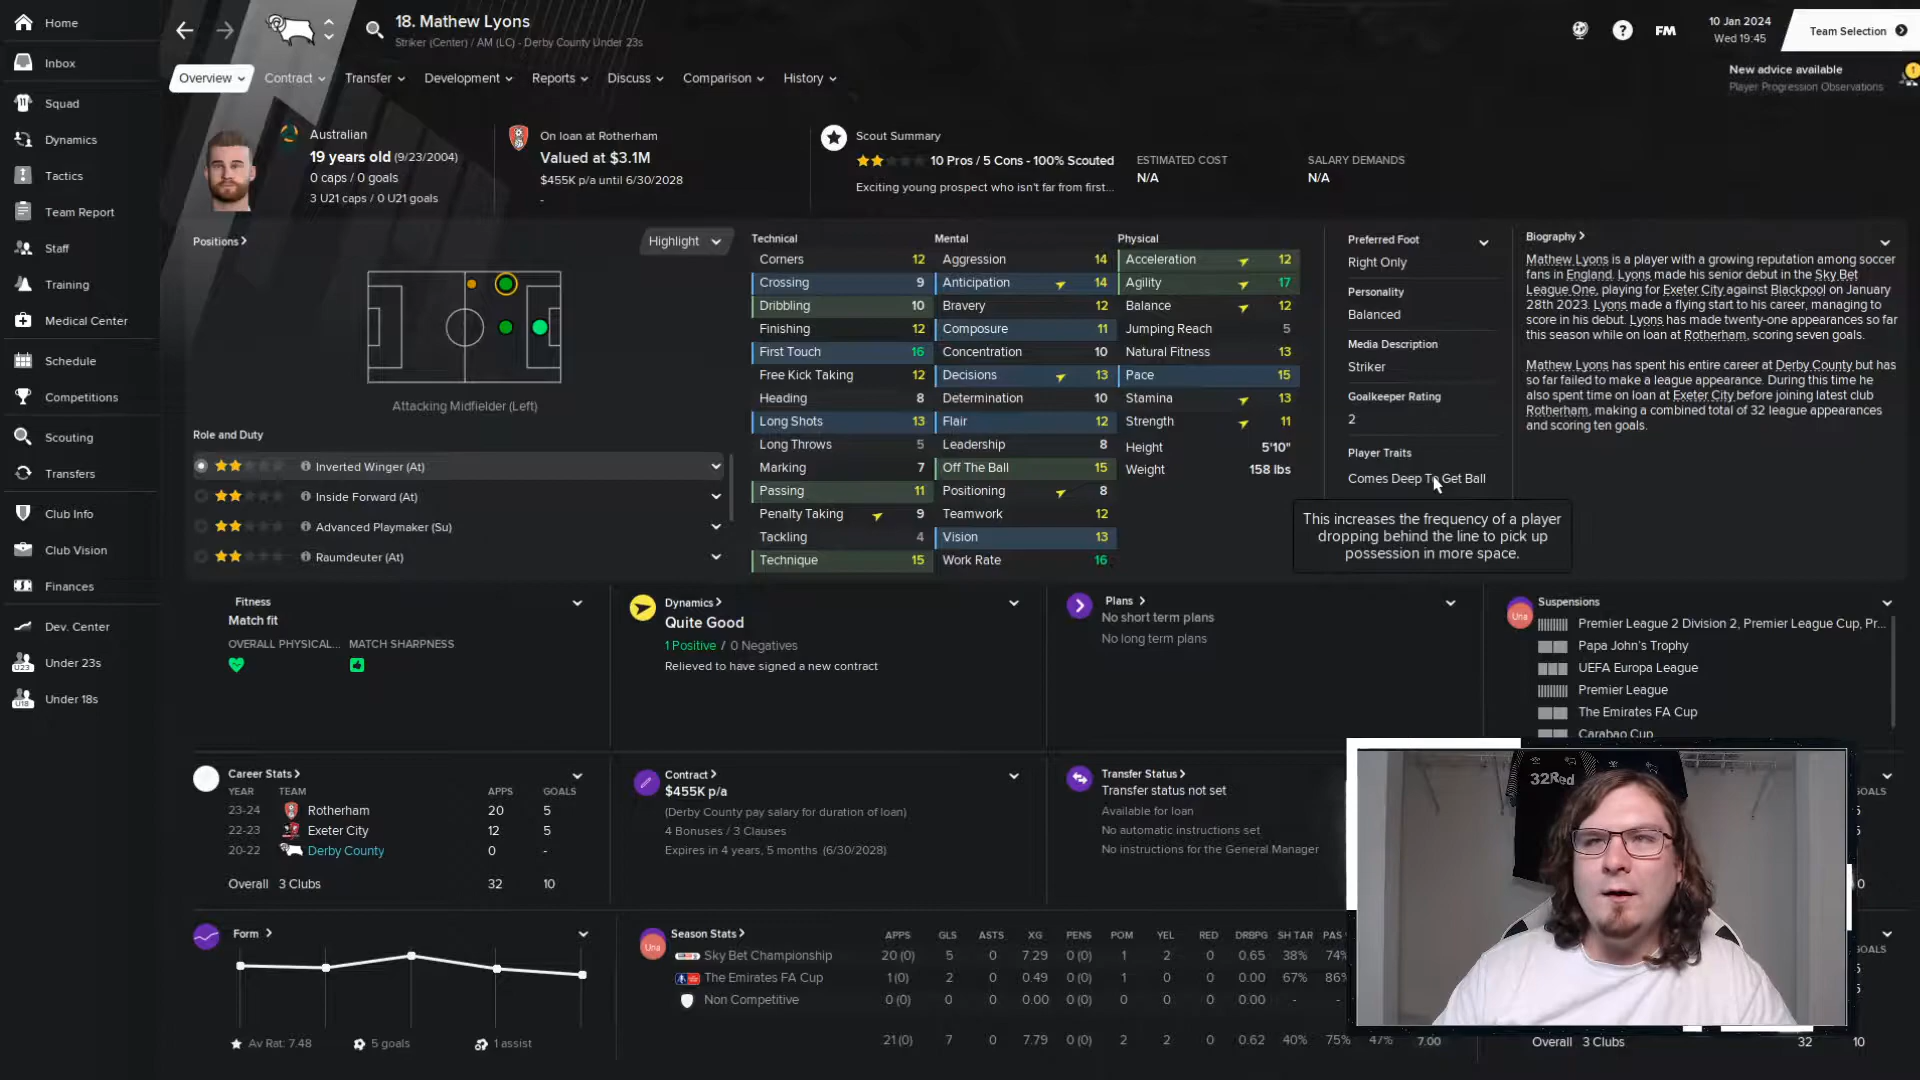 Home
Inbox
Squad
Dynamics
Tactics
Team Report
Staff
Training
Medical Center
Schedule
Competitions
Scouting
Transfers
Club Info
Club Vision
Finances
Dev. Center
Under 23s
Under 18s
18. Mathew Lyons
Striker (Center) / AM (LC) - Derby County Under 23s
FM
10 Jan 2024
Wed 19:45
Team Selection
New advice available
Player Progression Observations
Overview
Contract
Transfer
Development
Reports
Discuss
Comparison
History
Australian
19 years old (9/23/2004)
0 caps / 0 goals
3 U21 caps / 0 U21 goals
On loan at Rotherham
Valued at $3.1M
$455K p/a until 6/30/2028
-
Scout Summary
10 Pros / 5 Cons - 100% Scouted
Exciting young prospect who isn't far from first...
ESTIMATED COST
N/A
SALARY DEMANDS
N/A
Positions
Highlight
Attacking Midfielder (Left)
Role and Duty
Inverted Winger (At)
Inside Forward (At)
Advanced Playmaker (Su)
Raumdeuter (At)
Technical
Corners 12
Crossing 9
Dribbling 10
Finishing 12
First Touch 16
Free Kick Taking 12
Heading 8
Long Shots 13
Long Throws 5
Marking 7
Passing 11
Penalty Taking 9
Tackling 4
Technique 15
Mental
Aggression 14
Anticipation 14
Bravery 12
Composure 11
Concentration 10
Decisions 13
Determination 10
Flair 12
Leadership 8
Off The Ball 15
Positioning 8
Teamwork 12
Vision 13
Work Rate 16
Physical
Acceleration 12
Agility 17
Balance 12
Jumping Reach 5
Natural Fitness 13
Pace 15
Stamina 13
Strength 11
Height 5'10"
Weight 158 lbs
Preferred Foot
Right Only
Personality
Balanced
Media Description
Striker
Goalkeeper Rating
2
Player Traits
Comes Deep To Get Ball
This increases the frequency of a player
dropping behind the line to pick up
possession in more space.
Biography
Mathew Lyons is a player with a growing reputation among soccer
fans in England. Lyons made his senior debut in the Sky Bet
League One, playing for Exeter City against Blackpool on January
28th 2023. Lyons made a flying start to his career, managing to
score in his debut. Lyons has made twenty-one appearances so far
this season while on loan at Rotherham, scoring seven goals.
Mathew Lyons has spent his entire career at Derby County but has
so far failed to make a league appearance. During this time he
also spent time on loan at Exeter City before joining latest club
Rotherham, making a combined total of 32 league appearances
and scoring ten goals.
Fitness
Match fit
OVERALL PHYSICAL...
MATCH SHARPNESS
Dynamics
Quite Good
1 Positive / 0 Negatives
Relieved to have signed a new contract
Plans
No short term plans
No long term plans
Una
Suspensions
Premier League 2 Division 2, Premier League Cup, Pr...
Papa John's Trophy
UEFA Europa League
Premier League
The Emirates FA Cup
Carabao Cup
Career Stats
YEAR TEAM APPS GOALS
23-24 Rotherham 20 5
22-23 Exeter City 12 5
20-22 Derby County 0 -
Overall 3 Clubs 32 10
Contract
$455K p/a
(Derby County pay salary for duration of loan)
4 Bonuses / 3 Clauses
Expires in 4 years, 5 months (6/30/2028)
Transfer Status
Transfer status not set
Available for loan
No automatic instructions set
No instructions for the General Manager
32Red
Form
Av Rat: 7.48
5 goals
1 assist
Una
Season Stats
APPS GLS ASTS XG PENS POM YEL RED DRBPG SH TAR PAS
Sky Bet Championship 20 (0) 5 0 7.29 0 (0) 1 2 0 0.65 38% 74%
The Emirates FA Cup 1 (0) 2 0 0.49 0 (0) 1 0 0 0.00 67% 86%
Non Competitive 0 (0) 0 0 0.00 0 (0) 0 0 0 0.00 - -
21 (0) 7 0 7.79 0 (0) 2 2 0 0.62 40% 75% 47% 7.00
Overall 3 Clubs 32 10